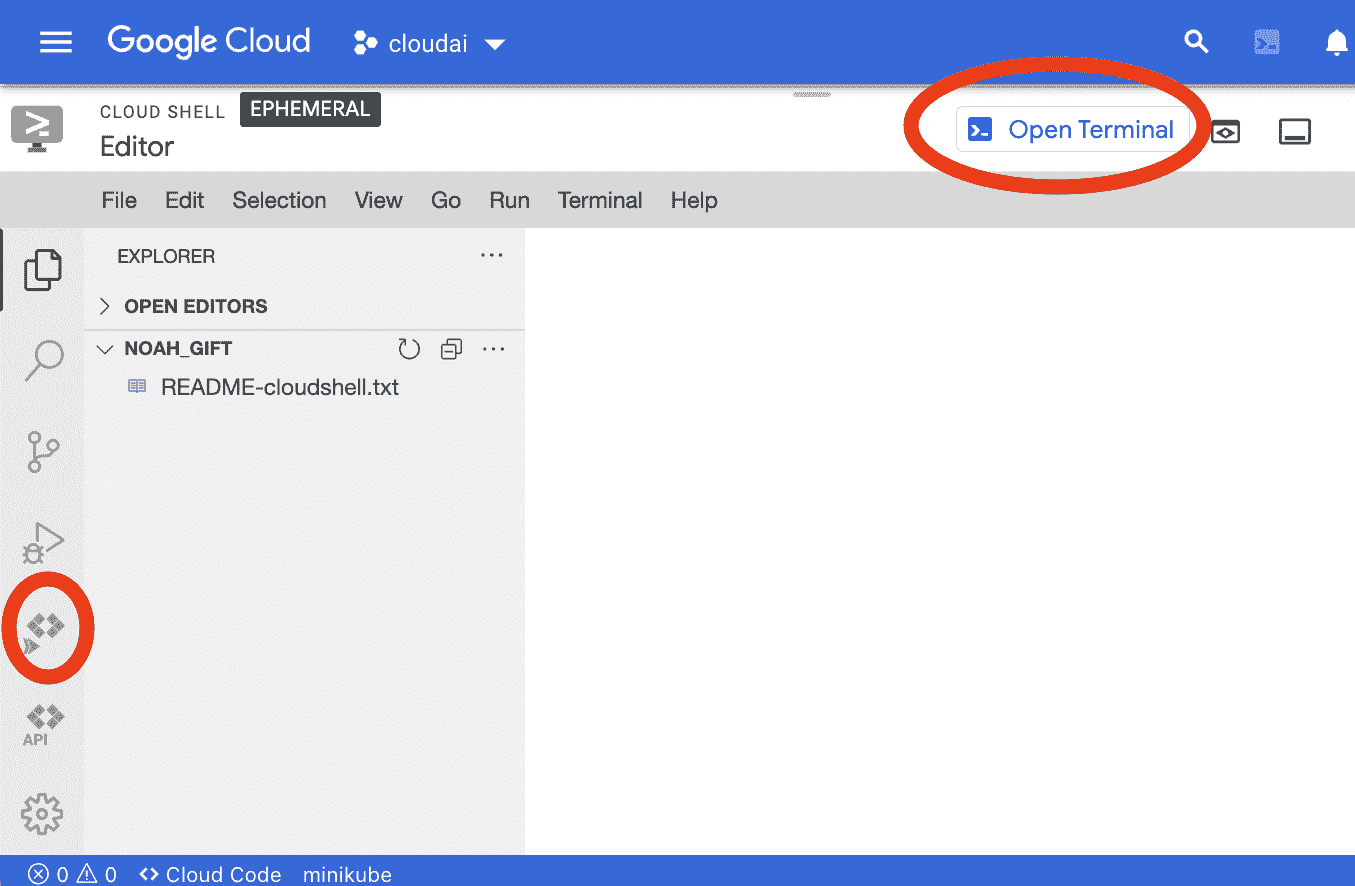 Google Cloud cloudai
CLOUD SHELL EPHEMERAL
Editor
Open Terminal
File Edit Selection View Go Run Terminal Help
EXPLORER
OPEN EDITORS
NOAH_GIFT
README-cloudshell.txt
API
0 0 Cloud Code minikube